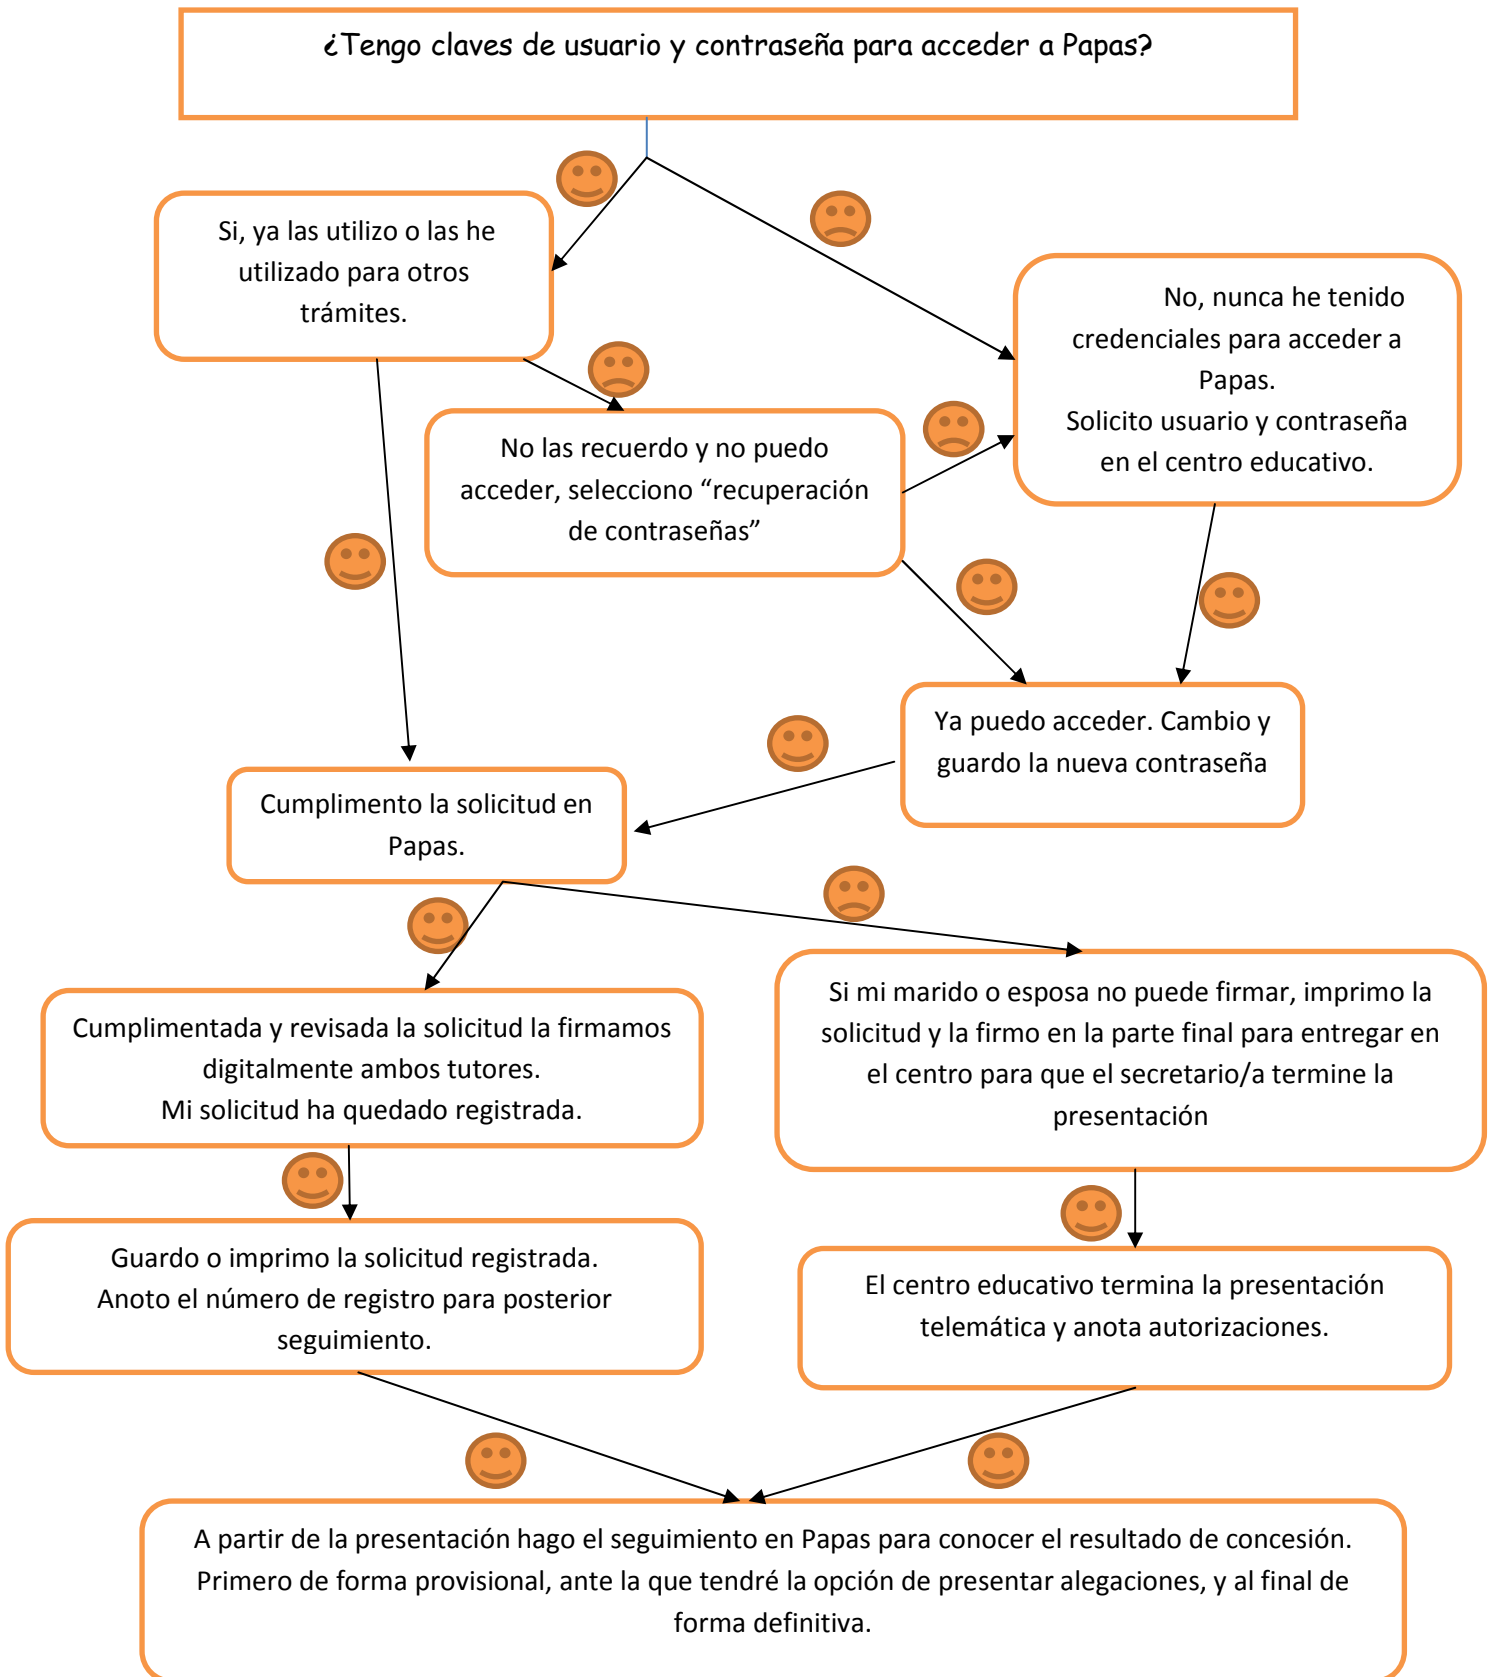 ¿Tengo claves de usuario y contraseña para acceder a Papas?
Si, ya las utilizo o las he
utilizado para otros
trámites.
No, nunca he tenido
credenciales para acceder a
Papas.
Solicito usuario y contraseña
en el centro educativo.
No las recuerdo y no puedo
acceder, selecciono “recuperación
de contraseñas”
Ya puedo acceder. Cambio y
guardo la nueva contraseña
Cumplimento la solicitud en
Papas.
Cumplimentada y revisada la solicitud la firmamos
digitalmente ambos tutores.
Mi solicitud ha quedado registrada.
Si mi marido o esposa no puede firmar, imprimo la
solicitud y la firmo en la parte final para entregar en
el centro para que el secretario/a termine la
presentación
Guardo o imprimo la solicitud registrada.
Anoto el número de registro para posterior
seguimiento.
El centro educativo termina la presentación
telemática y anota autorizaciones.
A partir de la presentación hago el seguimiento en Papas para conocer el resultado de concesión.
Primero de forma provisional, ante la que tendré la opción de presentar alegaciones, y al final de
forma definitiva.